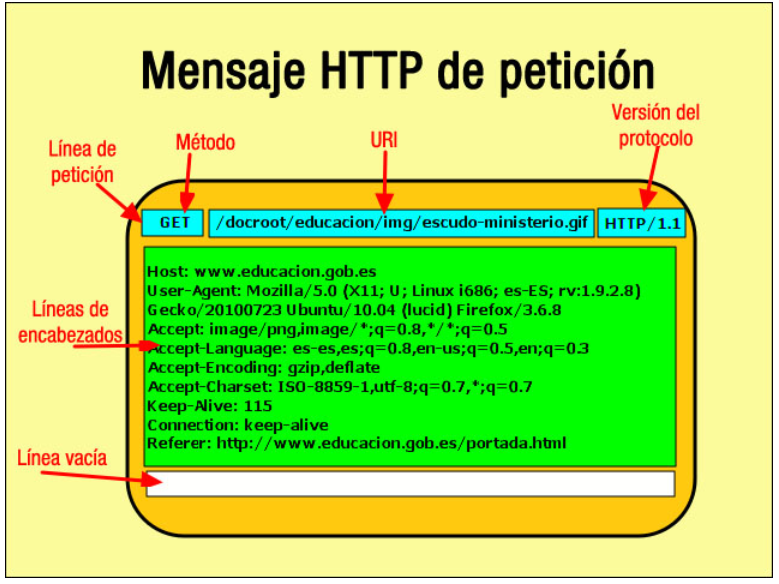 Mensaje HTTP de petición
Versión del
protocolo
Línea de
petición
Método
URI
GET /docroot/educacion/img/escudo-ministerio.gif HTTP/1.1
Host: www.educacion.gob.es
User-Agent: Mozilla/5.0 (X11; U; Linux i686; es-ES; rv:1.9.2.8)
Gecko/20100723 Ubuntu/10.04 (lucid) Firefox/3.6.8
Accept: image/png,image/*;q=0.8,*/*;q=0.5
Accept-Language: es-es,es;q=0.8,en-us;q=0.5,en;q=0.3
Accept-Encoding: gzip,deflate
Accept-Charset: ISO-8859-1,utf-8;q=0.7,*;q=0.7
Keep-Alive: 115
Connection: keep-alive
Referer: http://www.educacion.gob.es/portada.html
Líneas de
encabezados
Línea vacía